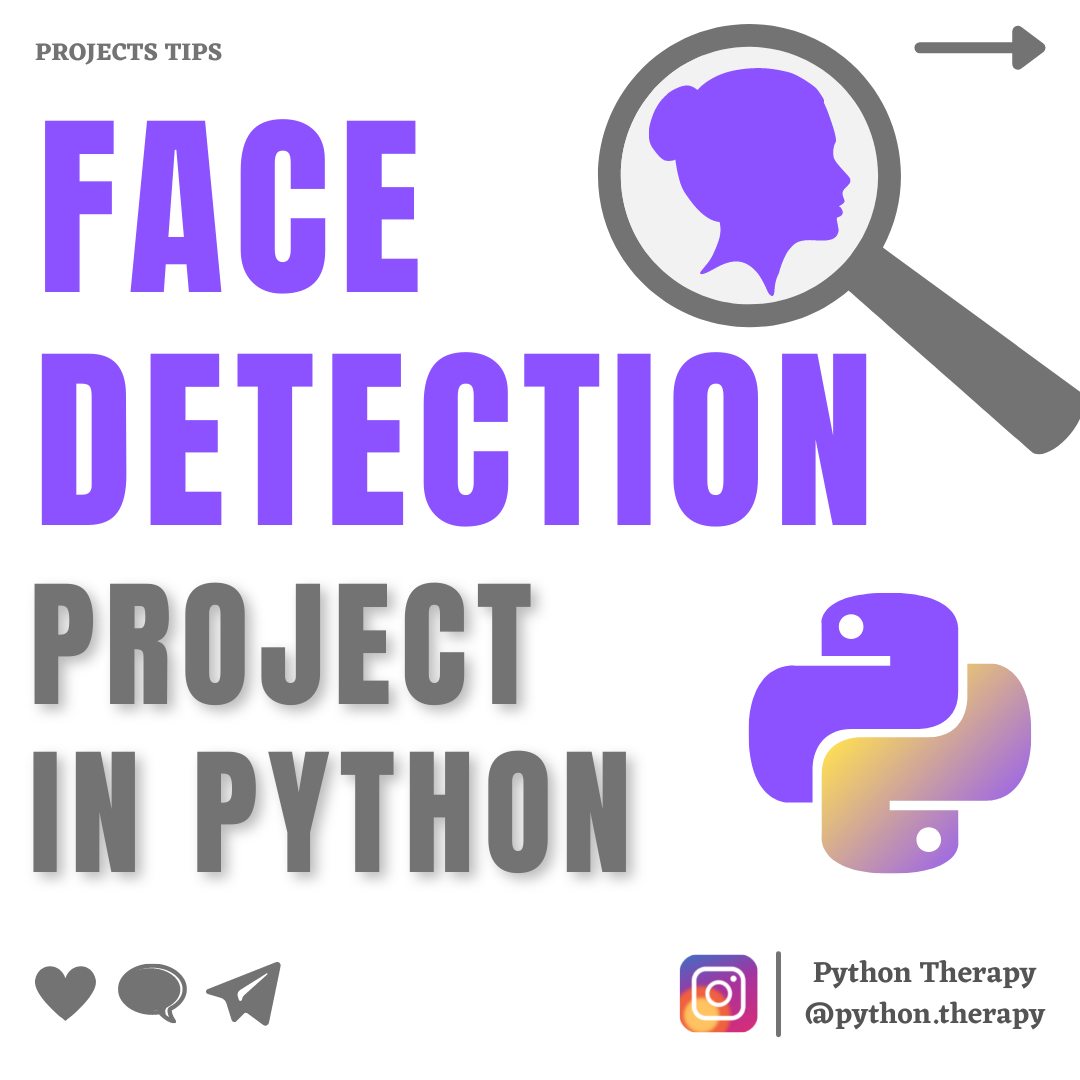 PROJECTS TIPS
FACE
DETECTION
PROJECT
IN PYTHON
Python Therapy
@python.therapy